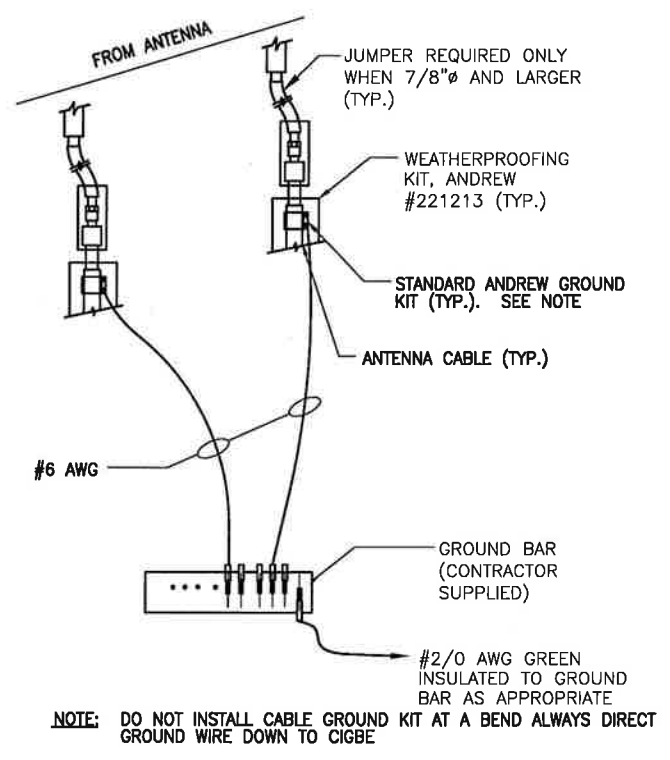 FROM ANTENNA
JUMPER REQUIRED ONLY
WHEN 7/8"ø AND LARGER
(TYP.)
WEATHERPROOFING
KIT, ANDREW
#221213 (TYP.)
STANDARD ANDREW GROUND
KIT (TYP.). SEE NOTE
ANTENNA CABLE (TYP.)
#6 AWG
GROUND BAR
(CONTRACTOR
SUPPLIED)
#2/0 AWG GREEN
INSULATED TO GROUND
BAR AS APPROPRIATE
NOTE: DO NOT INSTALL CABLE GROUND KIT AT A BEND ALWAYS DIRECT
GROUND WIRE DOWN TO CIGBE